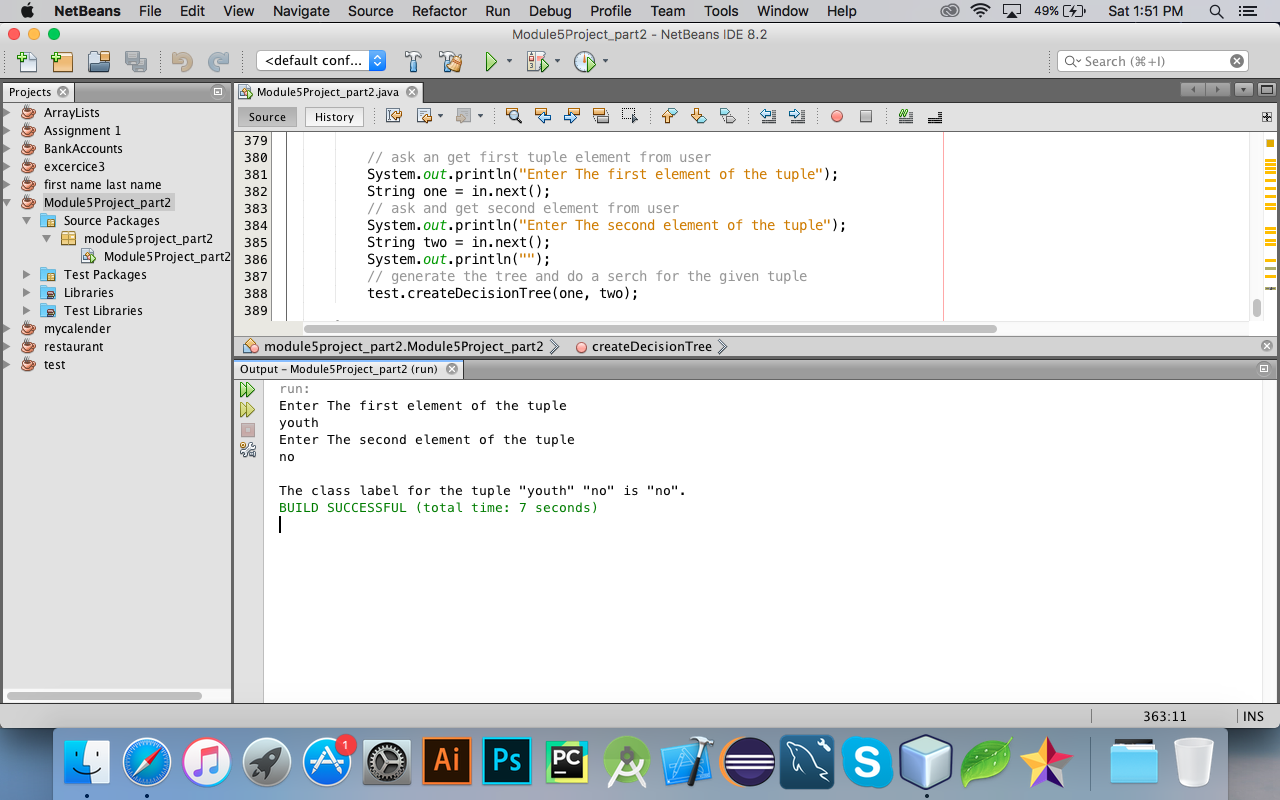 NetBeans File Edit View Navigate Source Refactor Run Debug Profile Team Tools Window Help 49% Sat 1:51 PM
Module5Project_part2 - NetBeans IDE 8.2
<default conf...
Search (⌘+I)
Projects
ArrayLists
Assignment 1
BankAccounts
excercice3
first name last name
Module5Project_part2
Source Packages
module5project_part2
Module5Project_part2
Test Packages
Libraries
Test Libraries
mycalender
restaurant
test
Module5Project_part2.java
Source History
379
380 // ask an get first tuple element from user
381 System.out.println("Enter The first element of the tuple");
382 String one = in.next();
383 // ask and get second element from user
384 System.out.println("Enter The second element of the tuple");
385 String two = in.next();
386 System.out.println("");
387 // generate the tree and do a serch for the given tuple
388 test.createDecisionTree(one, two);
389
module5project_part2.Module5Project_part2 createDecisionTree
Output – Module5Project_part2 (run)
run:
Enter The first element of the tuple
youth
Enter The second element of the tuple
no
The class label for the tuple "youth" "no" is "no".
BUILD SUCCESSFUL (total time: 7 seconds)
363:11 INS
1
Ai
Ps
PC
S